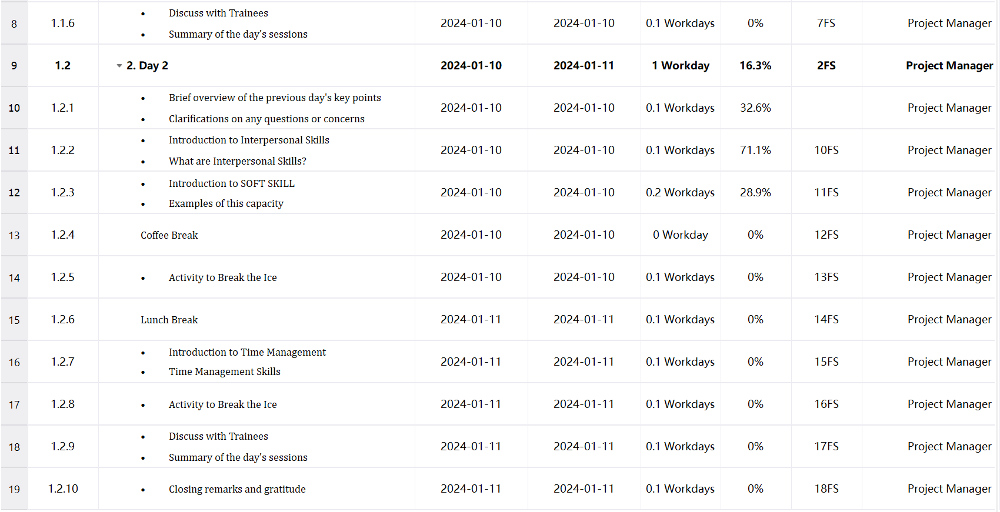 8 1.1.6 • Discuss with Trainees
• Summary of the day's sessions 2024-01-10 2024-01-10 0.1 Workdays 0% 7FS Project Manager
9 1.2 2. Day 2 2024-01-10 2024-01-11 1 Workday 16.3% 2FS Project Manager
10 1.2.1 • Brief overview of the previous day's key points
• Clarifications on any questions or concerns 2024-01-10 2024-01-10 0.1 Workdays 32.6% Project Manager
11 1.2.2 • Introduction to Interpersonal Skills
• What are Interpersonal Skills? 2024-01-10 2024-01-10 0.1 Workdays 71.1% 10FS Project Manager
12 1.2.3 • Introduction to SOFT SKILL
• Examples of this capacity 2024-01-10 2024-01-10 0.2 Workdays 28.9% 11FS Project Manager
13 1.2.4 Coffee Break 2024-01-10 2024-01-10 0 Workday 0% 12FS Project Manager
14 1.2.5 • Activity to Break the Ice 2024-01-10 2024-01-10 0.1 Workdays 0% 13FS Project Manager
15 1.2.6 Lunch Break 2024-01-11 2024-01-11 0.1 Workdays 0% 14FS Project Manager
16 1.2.7 • Introduction to Time Management
• Time Management Skills 2024-01-11 2024-01-11 0.1 Workdays 0% 15FS Project Manager
17 1.2.8 • Activity to Break the Ice 2024-01-11 2024-01-11 0.1 Workdays 0% 16FS Project Manager
18 1.2.9 • Discuss with Trainees
• Summary of the day's sessions 2024-01-11 2024-01-11 0.1 Workdays 0% 17FS Project Manager
19 1.2.10 • Closing remarks and gratitude 2024-01-11 2024-01-11 0.1 Workdays 0% 18FS Project Manager